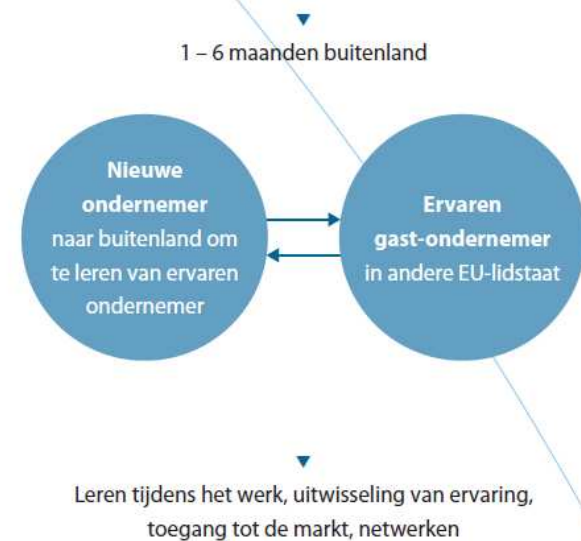 1 – 6 maanden buitenland
Nieuwe
ondernemer
naar buitenland om
te leren van ervaren
ondernemer
Ervaren
gast-ondernemer
in andere EU-lidstaat
Leren tijdens het werk, uitwisseling van ervaring,
toegang tot de markt, netwerken